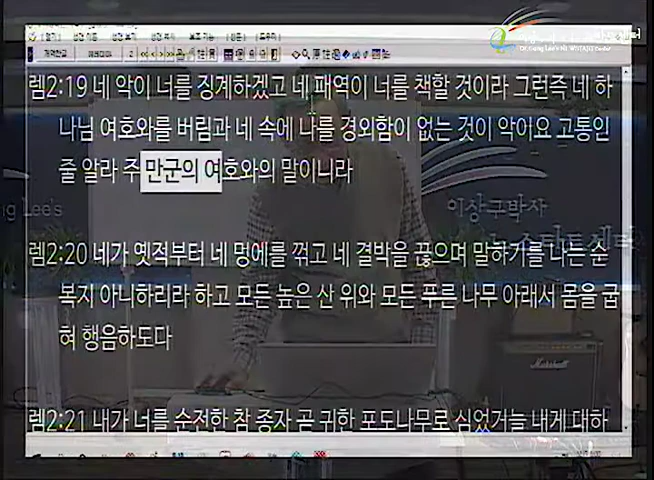 렘2:19 네 악이 너를 징계하겠고 네 패역이 너를 책할 것이라 그런즉 네 하
나님 여호와를 버림과 네 속에 나를 경외함이 없는 것이 악이요 고통인
줄 알라 주 만군의 여호와의 말이니라
렘2:20 네가 옛적부터 네 멍에를 꺾고 네 결박을 끊으며 말하기를 나는 순
복지 아니하리라 하고 모든 높은 산 위와 모든 푸른 나무 아래서 몸을 굽
혀 행음하도다
렘2:21 내가 너를 순전한 참 종자 곧 귀한 포도나무로 심었거늘 내게 대하
이상구박사
Marshall